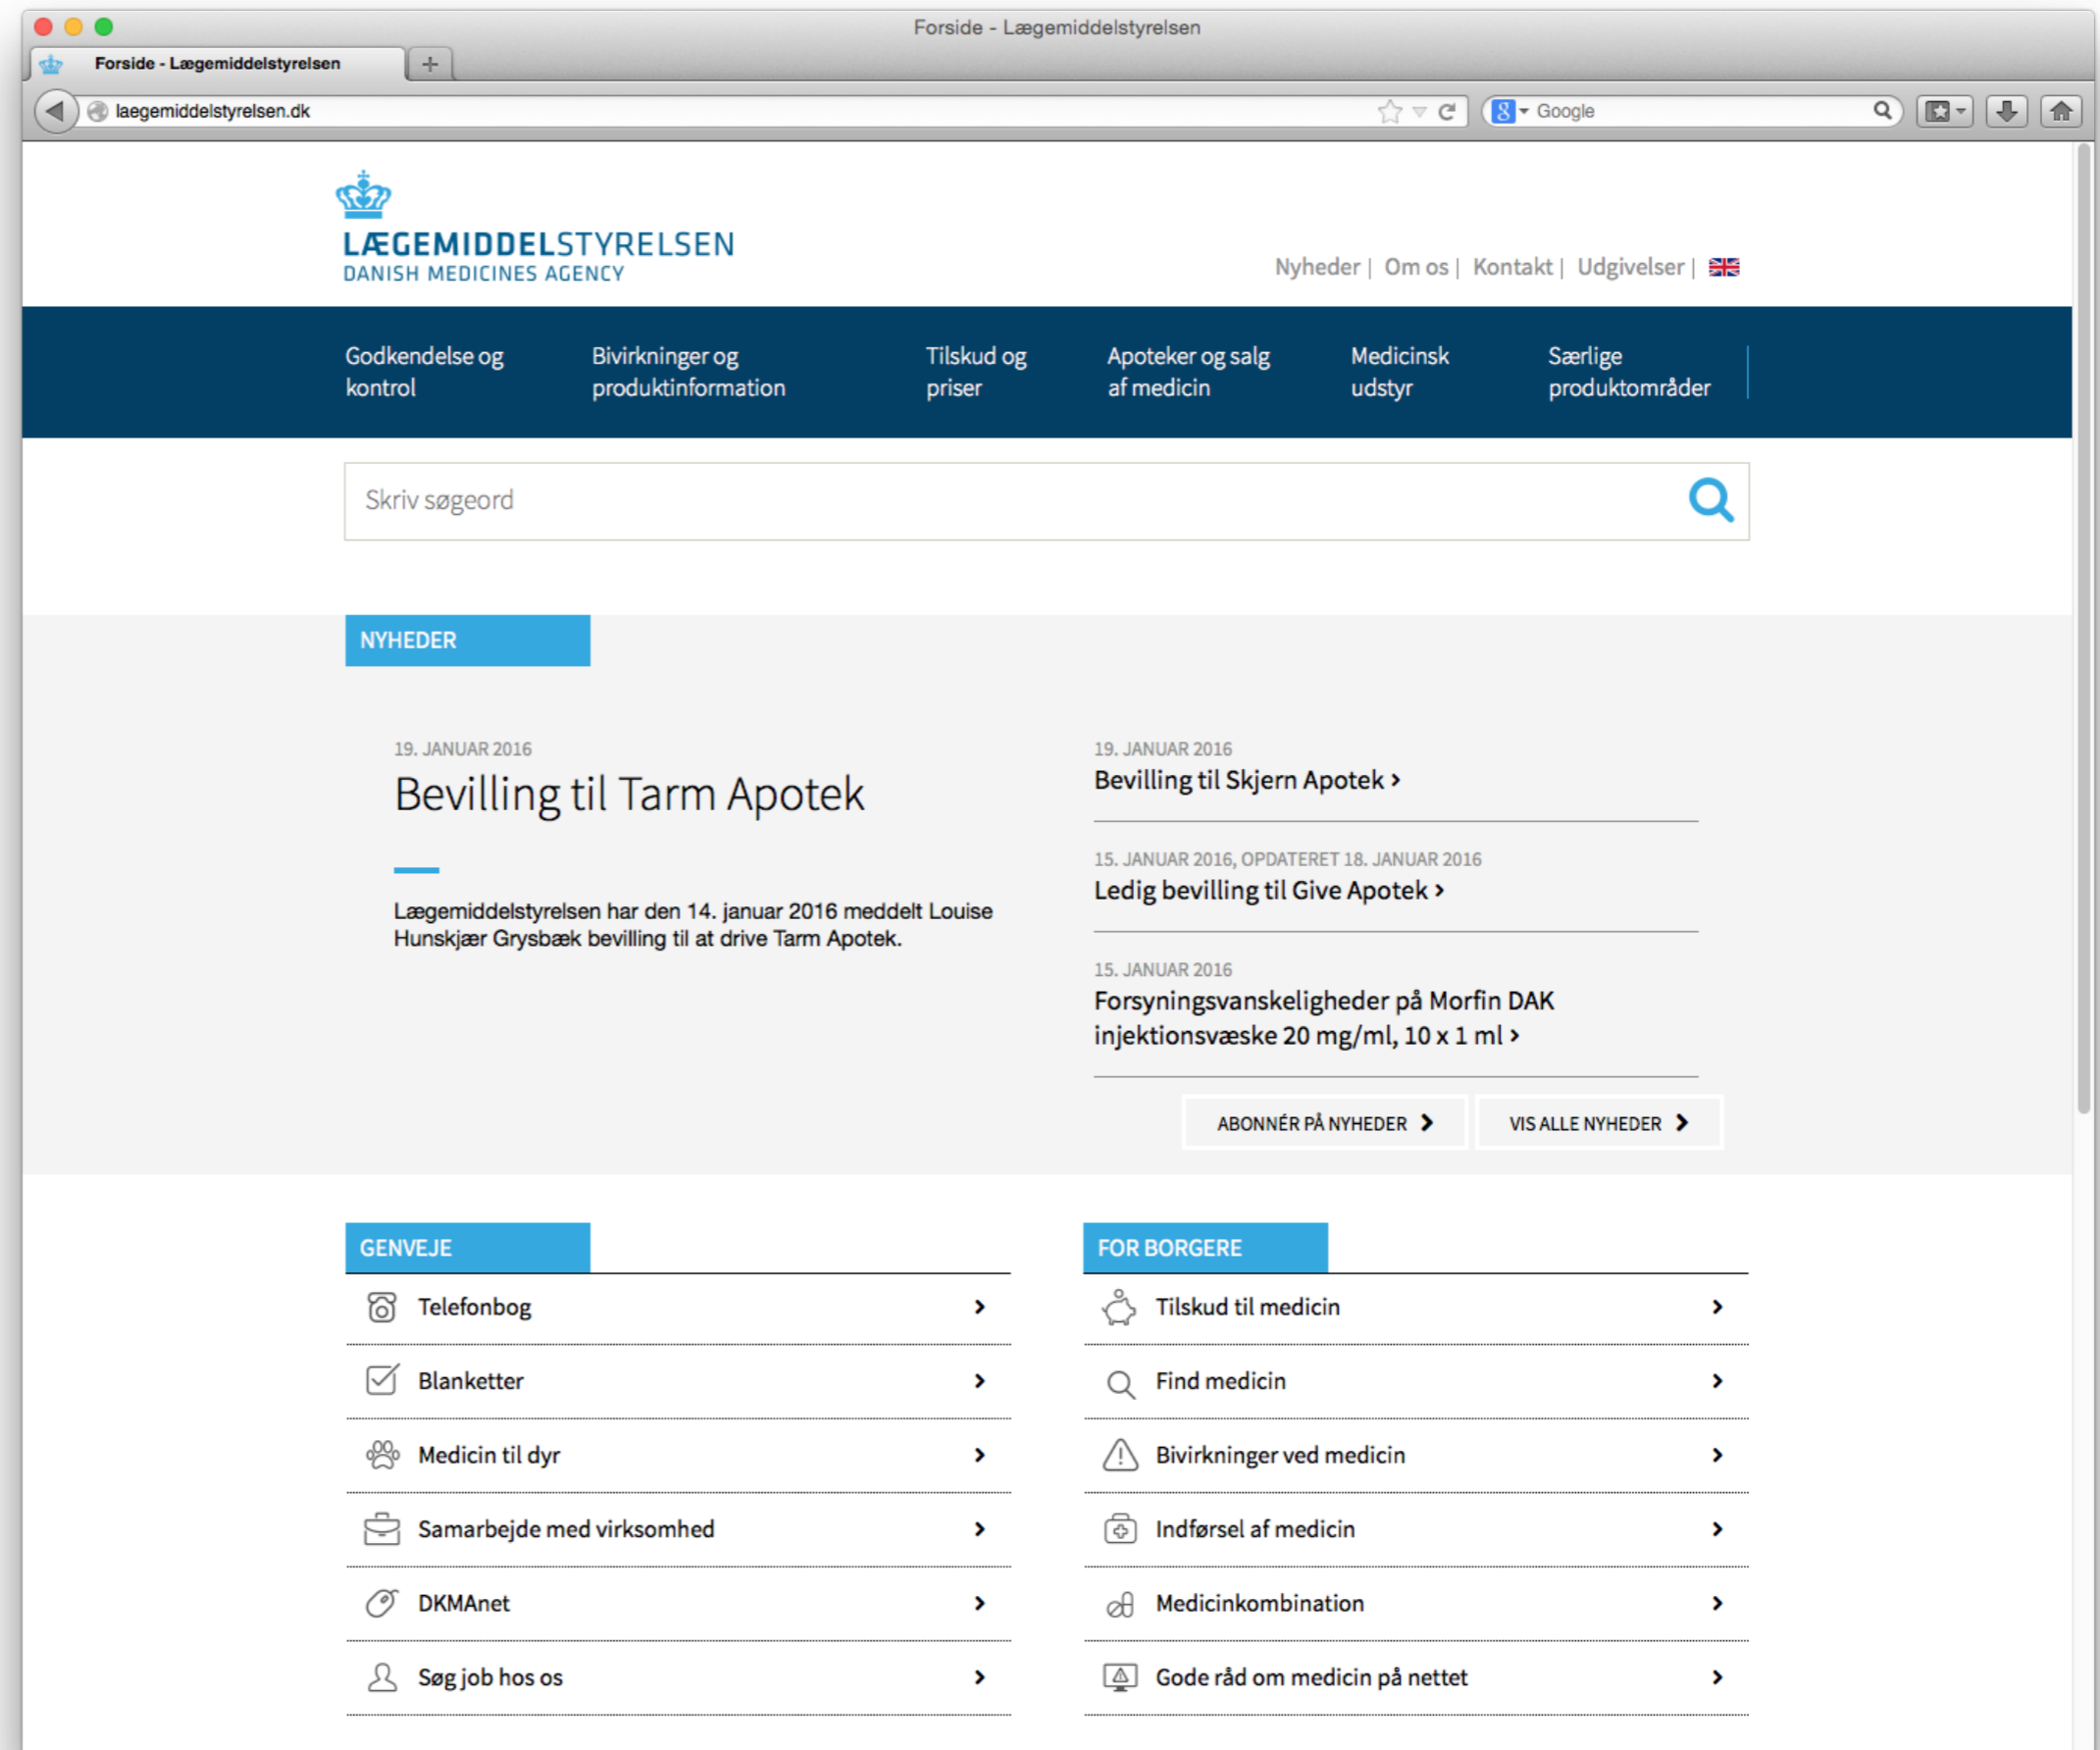 Forside - Lægemiddelstyrelsen
Forside - Lægemiddelstyrelsen
laegemiddelstyrelsen.dk
Google
LÆGEMIDDELSTYRELSEN
DANISH MEDICINES AGENCY
Nyheder | Om os | Kontakt | Udgivelser |
Godkendelse og
kontrol
Bivirkninger og
produktinformation
Tilskud og
priser
Apoteker og salg
af medicin
Medicinsk
udstyr
Særlige
produktområder
Skriv søgeord
NYHEDER
19. JANUAR 2016
Bevilling til Tarm Apotek
Lægemiddelstyrelsen har den 14. januar 2016 meddelt Louise
Hunskjær Grysbæk bevilling til at drive Tarm Apotek.
19. JANUAR 2016
Bevilling til Skjern Apotek
15. JANUAR 2016, OPDATERET 18. JANUAR 2016
Ledig bevilling til Give Apotek
15. JANUAR 2016
Forsyningsvanskeligheder på Morfin DAK
injektionsvæske 20 mg/ml, 10 x 1 ml
ABONNÉR PÅ NYHEDER
VIS ALLE NYHEDER
GENVEJE
Telefonbog
Blanketter
Medicin til dyr
Samarbejde med virksomhed
DKMAnet
Søg job hos os
FOR BORGERE
Tilskud til medicin
Find medicin
Bivirkninger ved medicin
Indførsel af medicin
Medicinkombination
Gode råd om medicin på nettet